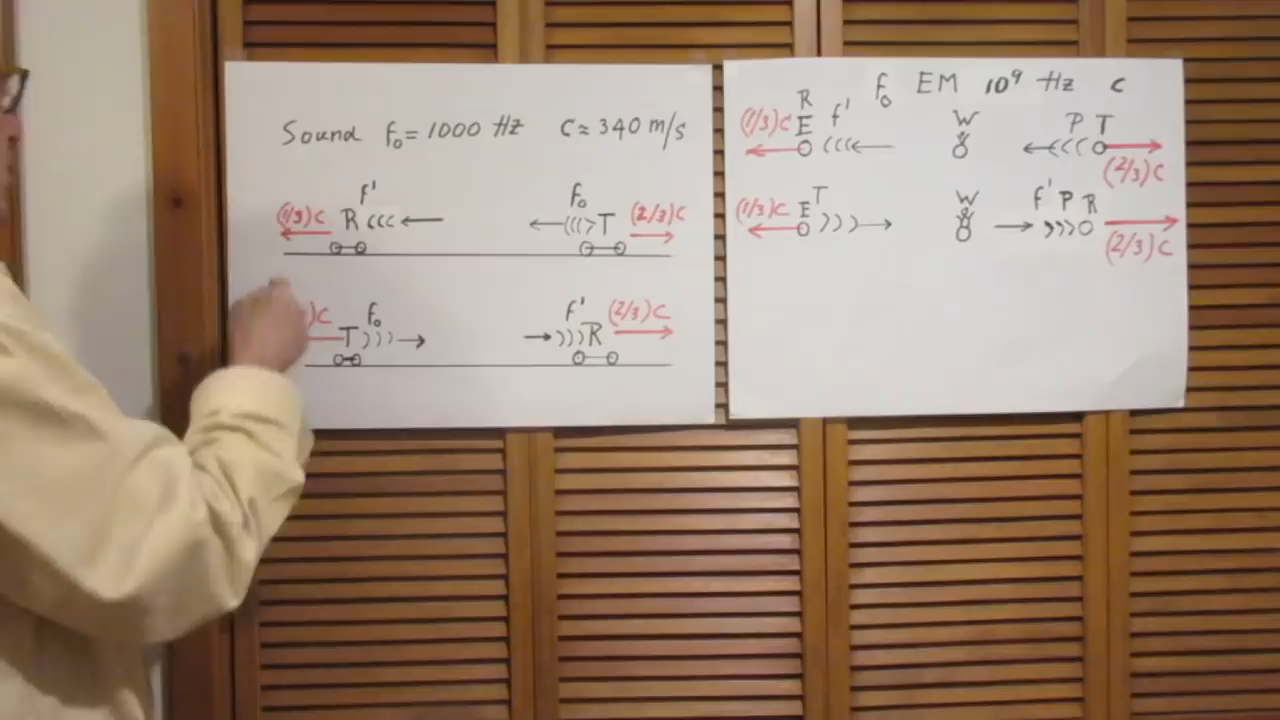 Sound f₀ = 1000 Hz C ≈ 340 m/s
f' f₀
(1/3)C R (((  (((  T (2/3)C
f₀ f' (2/3)C
)C T ))) )))R
f₀ EM 10⁹ Hz C
R
(1/3)C E f' W P T
(((  (((
(2/3)C
T
(1/3)C E W f' P R
))) )))
(2/3)C